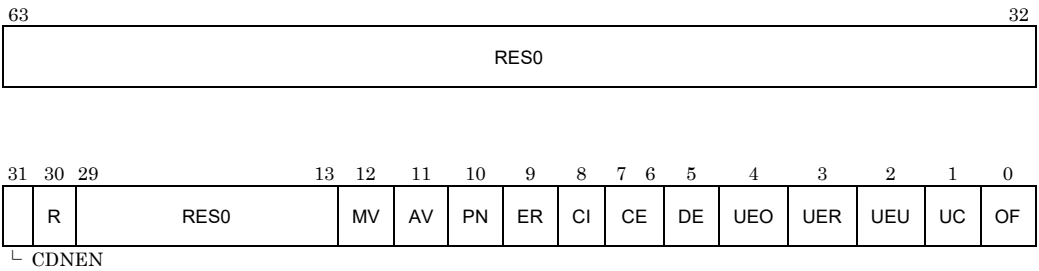 63 32
RES0
31 30 29 13 12 11 10 9 8 7 6 5 4 3 2 1 0
R RES0 MV AV PN ER CI CE DE UEO UER UEU UC OF
CDNEN